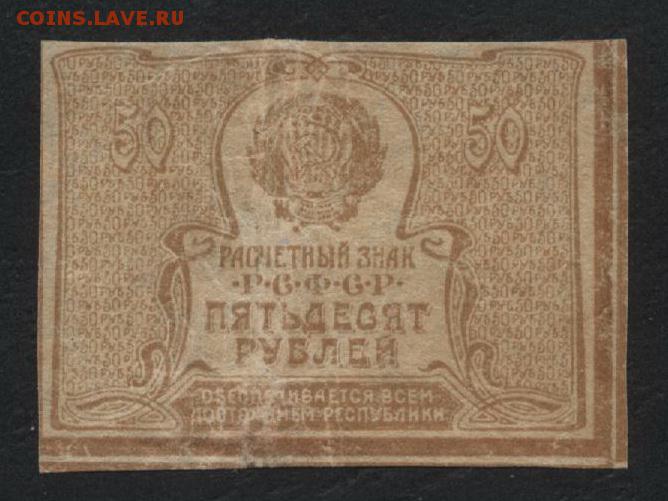 COINS.LAVE.RU
50 50
РАСЧЕТНЫЙ ЗНАК
Р·С·Ф·С·Р·
ПЯТЬДЕСЯТ
РУБЛЕЙ
ОБЕСПЕЧИВАЕТСЯ ВСЕМ
ДОСТОЯНИЕМ РЕСПУБЛИКИ